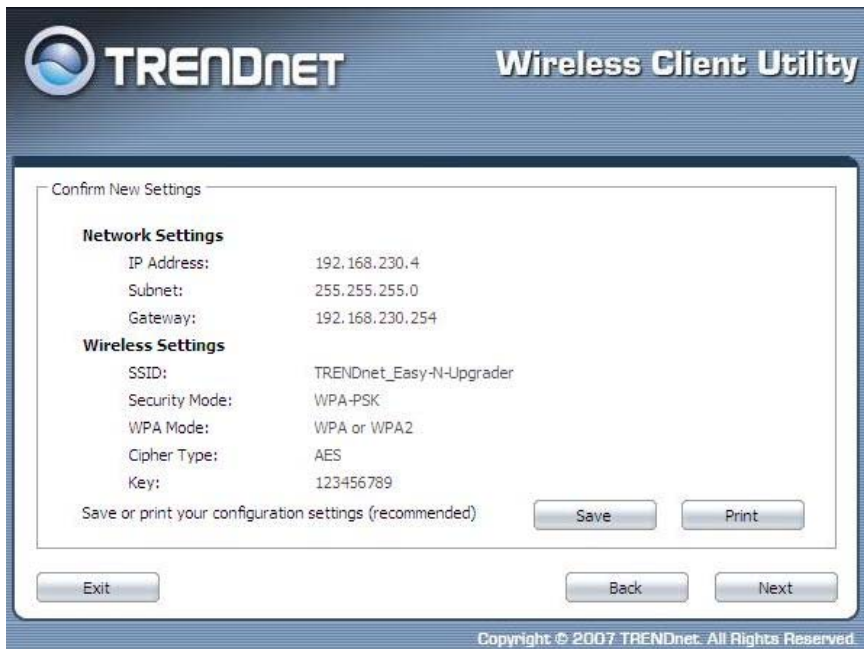 TRENDNET
Wireless Client Utility
Confirm New Settings
Network Settings
IP Address: 192.168.230.4
Subnet: 255.255.255.0
Gateway: 192.168.230.254
Wireless Settings
SSID: TRENDnet_Easy-N-Upgrader
Security Mode: WPA-PSK
WPA Mode: WPA or WPA2
Cipher Type: AES
Key: 123456789
Save or print your configuration settings (recommended) Save Print
Exit Back Next
Copyright © 2007 TRENDnet. All Rights Reserved.